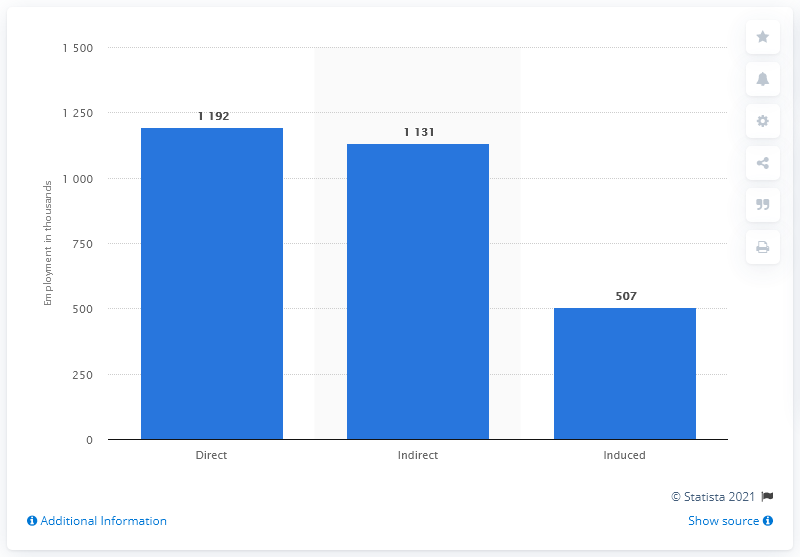 Employment in thousands
1 500
1 250
1 000
750
500
250
0
1 192
1 131
507
Direct
Indirect
Induced
© Statista 2021
Additional Information
Show source